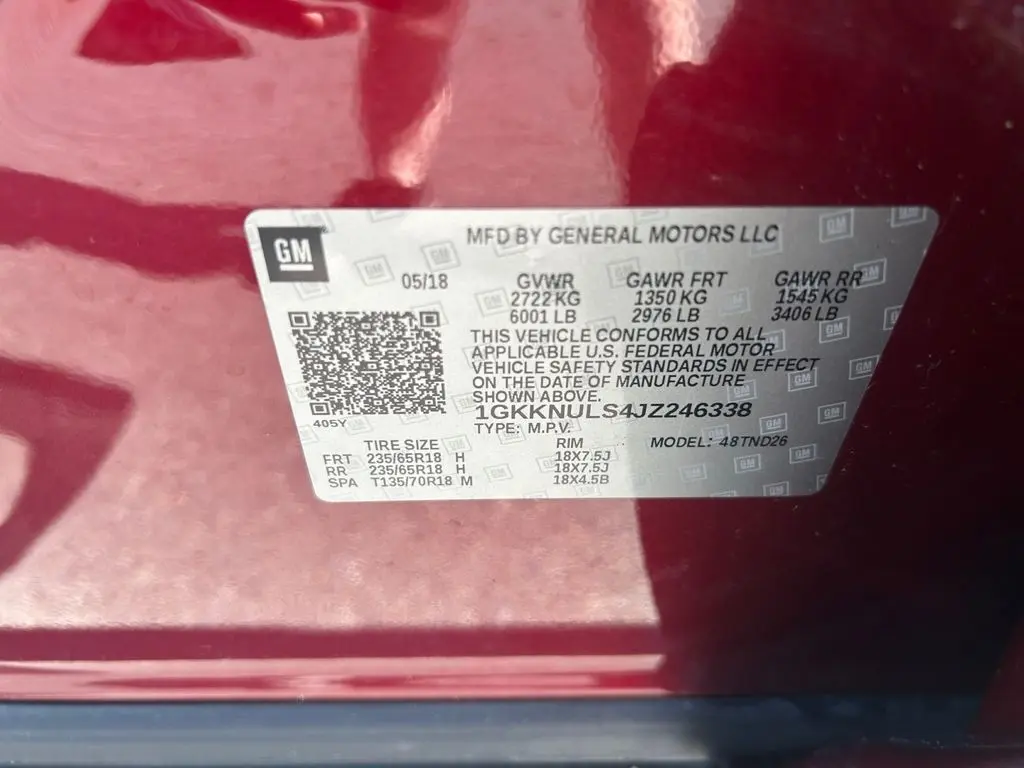 GM
MFD BY GENERAL MOTORS LLC
05/18 GVWR GAWR FRT GAWR RR
2722 KG 1350 KG 1545 KG
6001 LB 2976 LB 3406 LB
THIS VEHICLE CONFORMS TO ALL
APPLICABLE U.S. FEDERAL MOTOR
VEHICLE SAFETY STANDARDS IN EFFECT
ON THE DATE OF MANUFACTURE
SHOWN ABOVE.
1GKKNULS4JZ246338
405Y
TYPE: M.P.V.
TIRE SIZE RIM MODEL: 48TND26
FRT 235/65R18 H 18X7.5J
RR 235/65R18 H 18X7.5J
SPA T135/70R18 M 18X4.5B